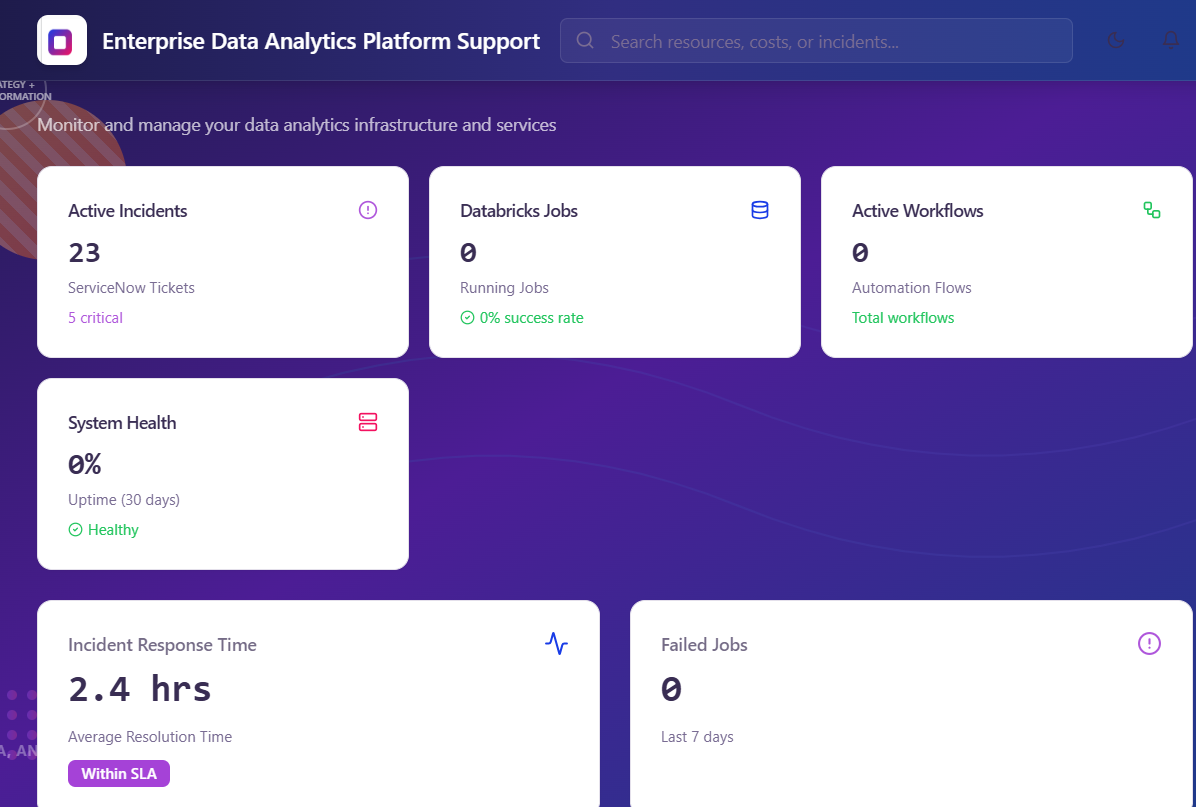 Enterprise Data Analytics Platform Support
Search resources, costs, or incidents...
ATEGY +
ORMATION
Monitor and manage your data analytics infrastructure and services
Active Incidents
23
ServiceNow Tickets
5 critical
Databricks Jobs
0
Running Jobs
0% success rate
Active Workflows
0
Automation Flows
Total workflows
System Health
0%
Uptime (30 days)
Healthy
Incident Response Time
2.4 hrs
Average Resolution Time
Within SLA
Failed Jobs
0
Last 7 days
A, AN